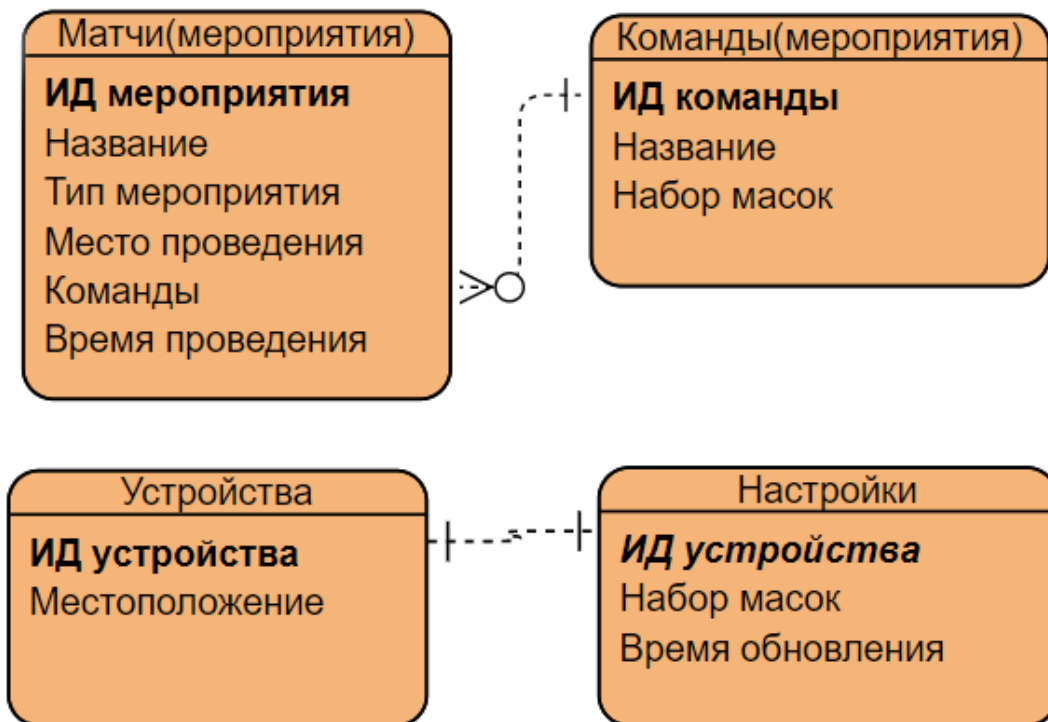 Матчи(мероприятия)
ИД мероприятия
Название
Тип мероприятия
Место проведения
Команды
Время проведения
Команды(мероприятия)
ИД команды
Название
Набор масок
Устройства
ИД устройства
Местоположение
Настройки
ИД устройства
Набор масок
Время обновления